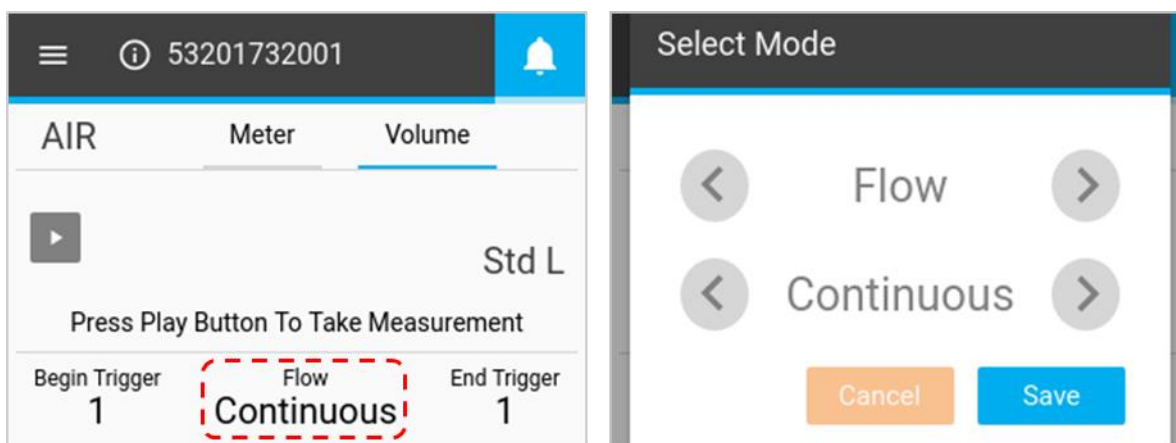 53201732001
AIR Meter Volume
Std L
Press Play Button To Take Measurement
Begin Trigger Flow End Trigger
1 Continuous 1
Select Mode
Flow
Continuous
Cancel Save